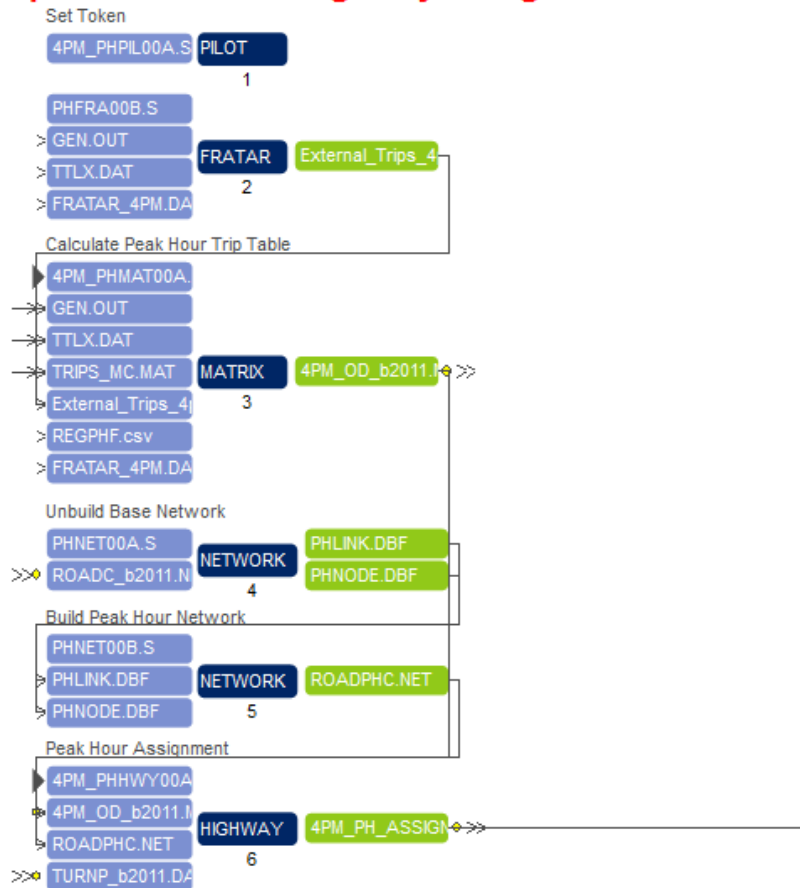 Set Token
4PM_PHPIL00A.S PILOT
1
PHFRA00B.S
GEN.OUT
TTLX.DAT
FRATAR_4PM.DA
FRATAR
2
External_Trips_4
Calculate Peak Hour Trip Table
4PM_PHMAT00A.
GEN.OUT
TTLX.DAT
TRIPS_MC.MAT
External_Trips_4
REGPHF.csv
FRATAR_4PM.DA
MATRIX
3
4PM_OD_b2011.
Unbuild Base Network
PHNET00A.S
ROADC_b2011.N
NETWORK
4
PHLINK.DBF
PHNODE.DBF
Build Peak Hour Network
PHNET00B.S
PHLINK.DBF
PHNODE.DBF
NETWORK
5
ROADPHC.NET
Peak Hour Assignment
4PM_PHHWY00A
4PM_OD_b2011.M
ROADPHC.NET
TURNP_b2011.DA
HIGHWAY
6
4PM_PH_ASSIGN